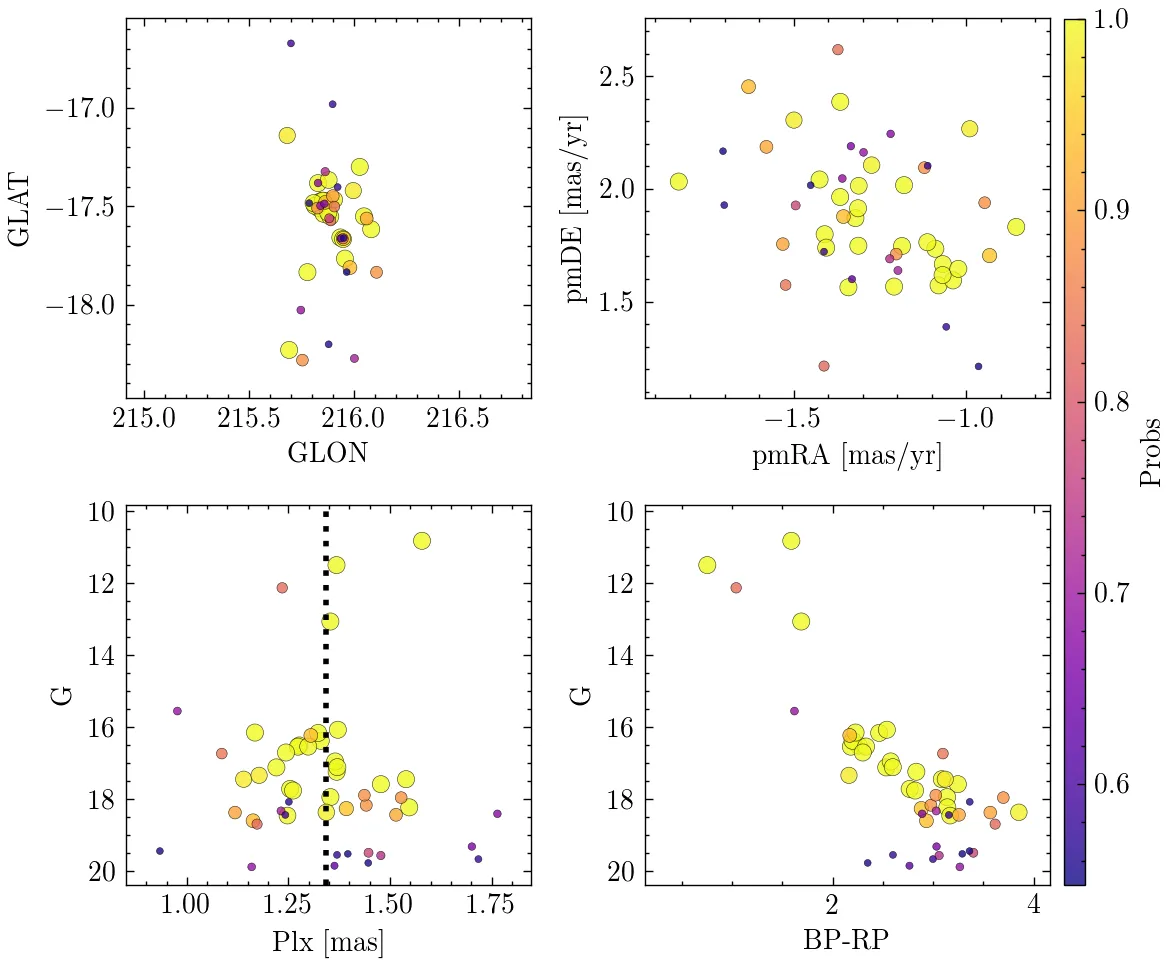 −17.0
−17.5
−18.0
GLAT
215.0 215.5 216.0 216.5
GLON
2.5
2.0
1.5
pmDE [mas/yr]
−1.5 −1.0
pmRA [mas/yr]
1.0
0.9
0.8
0.7
0.6
Probs
10
12
14
16
18
20
G
1.00 1.25 1.50 1.75
Plx [mas]
10
12
14
16
18
20
G
2 4
BP-RP